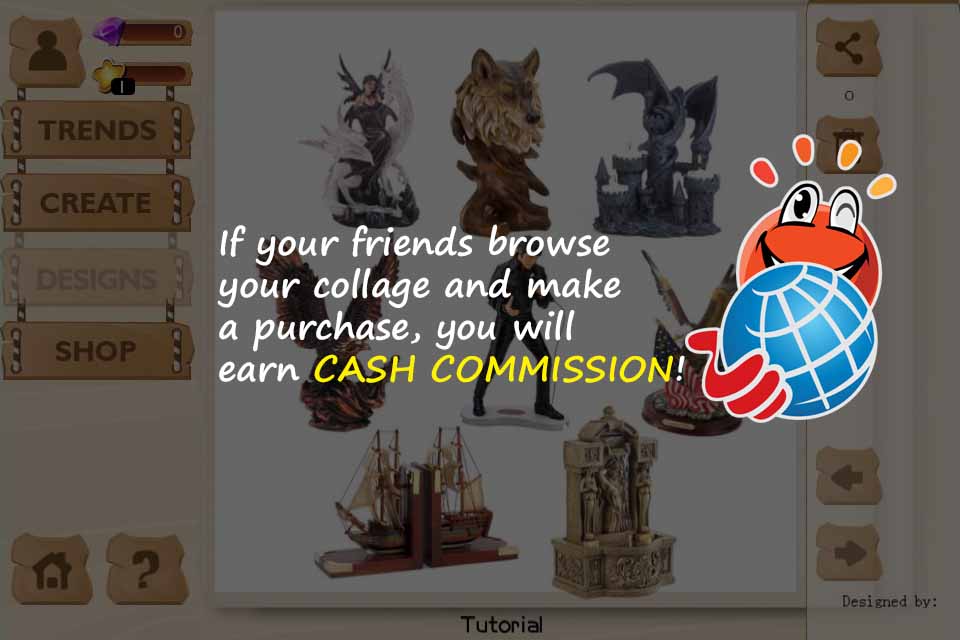 0
1
TRENDS
CREATE
DESIGNS
SHOP
0
If your friends browse
your collage and make
a purchase, you will
earn CASH COMMISSION!
?
Designed by:
Tutorial